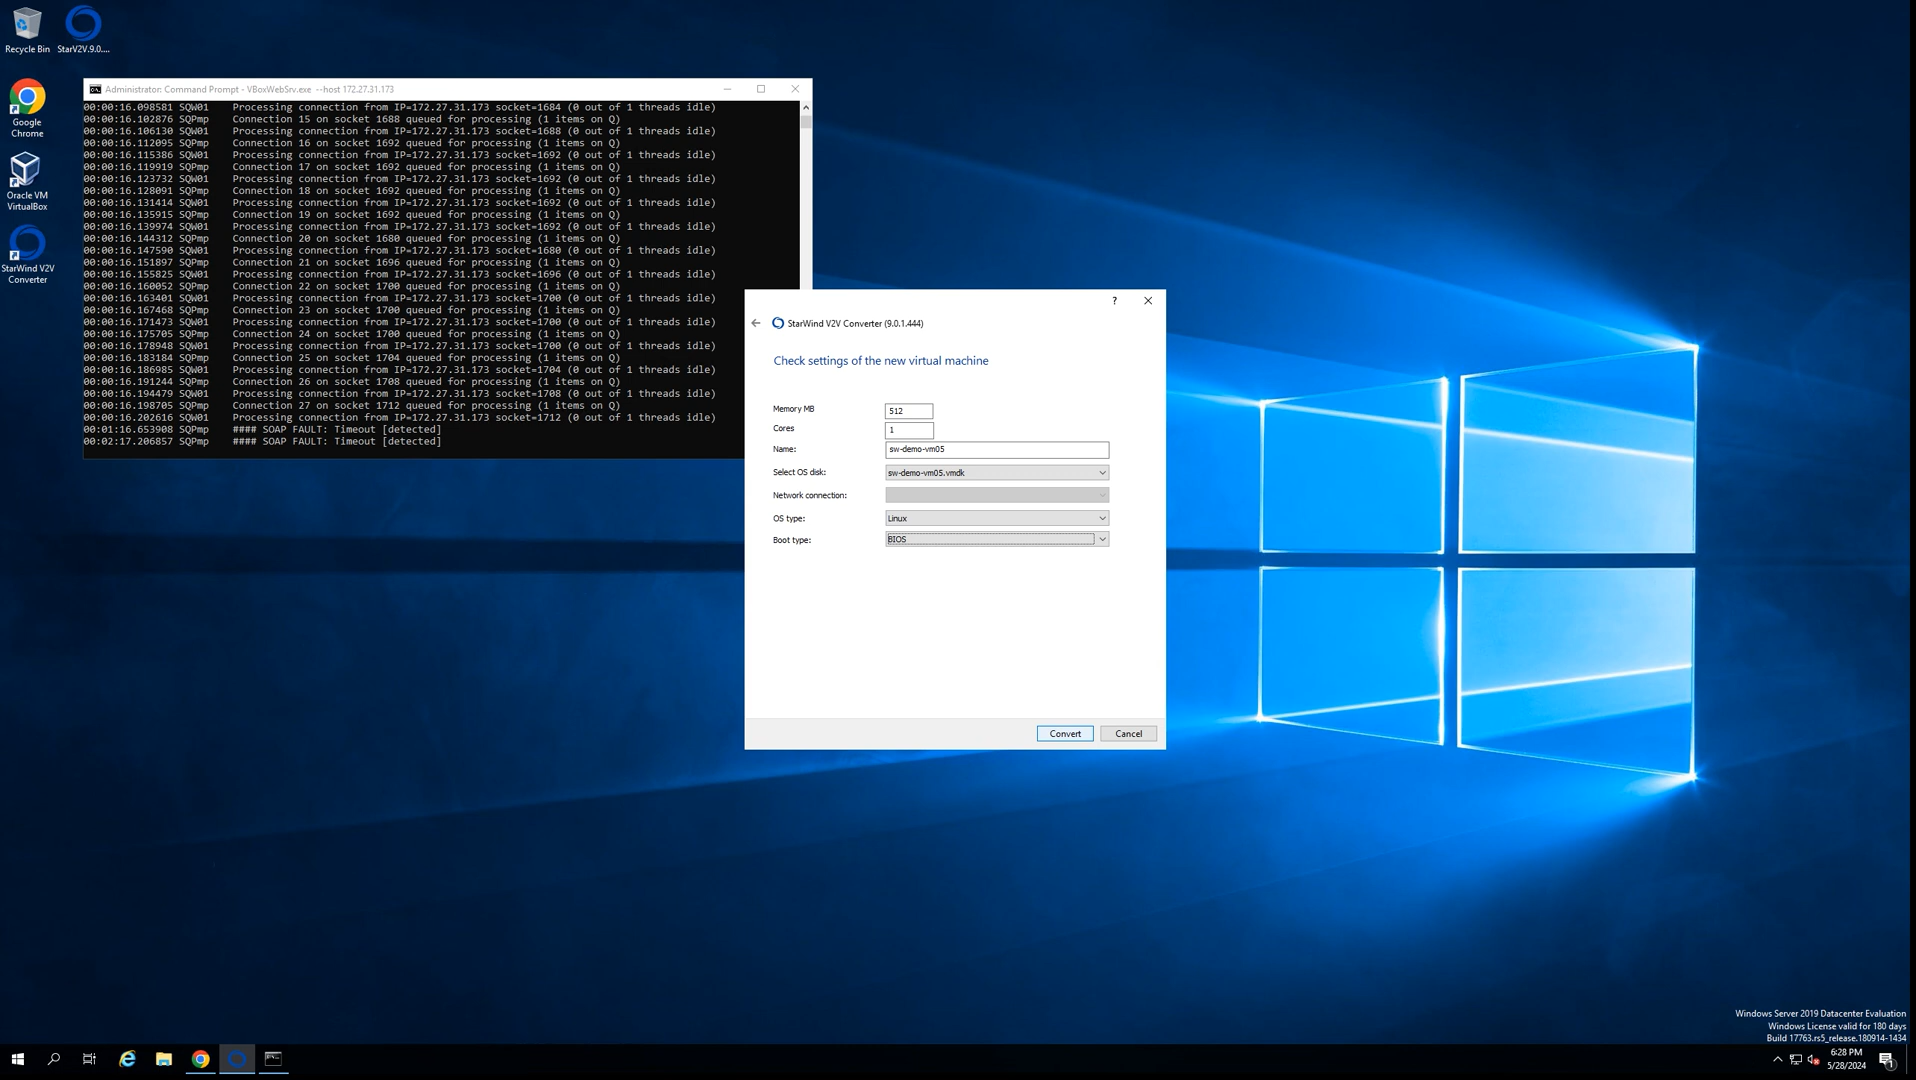 Recycle Bin
StarV2V.9.0....
Google
Chrome
Oracle VM
VirtualBox
StarWind V2V
Converter
Administrator: Command Prompt - VBoxWebSrv.exe --host 172.27.31.173
00:00:16.098581 SQW01 Processing connection from IP=172.27.31.173 socket=1684 (0 out of 1 threads idle)
00:00:16.102876 SQPmp Connection 15 on socket 1688 queued for processing (1 items on Q)
00:00:16.106130 SQW01 Processing connection from IP=172.27.31.173 socket=1688 (0 out of 1 threads idle)
00:00:16.112095 SQPmp Connection 16 on socket 1692 queued for processing (1 items on Q)
00:00:16.115386 SQW01 Processing connection from IP=172.27.31.173 socket=1692 (0 out of 1 threads idle)
00:00:16.119919 SQPmp Connection 17 on socket 1692 queued for processing (1 items on Q)
00:00:16.123732 SQW01 Processing connection from IP=172.27.31.173 socket=1692 (0 out of 1 threads idle)
00:00:16.128091 SQPmp Connection 18 on socket 1692 queued for processing (1 items on Q)
00:00:16.131414 SQW01 Processing connection from IP=172.27.31.173 socket=1692 (0 out of 1 threads idle)
00:00:16.135915 SQPmp Connection 19 on socket 1692 queued for processing (1 items on Q)
00:00:16.139974 SQW01 Processing connection from IP=172.27.31.173 socket=1692 (0 out of 1 threads idle)
00:00:16.144312 SQPmp Connection 20 on socket 1680 queued for processing (1 items on Q)
00:00:16.147590 SQW01 Processing connection from IP=172.27.31.173 socket=1680 (0 out of 1 threads idle)
00:00:16.151897 SQPmp Connection 21 on socket 1696 queued for processing (1 items on Q)
00:00:16.155825 SQW01 Processing connection from IP=172.27.31.173 socket=1696 (0 out of 1 threads idle)
00:00:16.160052 SQPmp Connection 22 on socket 1700 queued for processing (1 items on Q)
00:00:16.163401 SQW01 Processing connection from IP=172.27.31.173 socket=1700 (0 out of 1 threads idle)
00:00:16.167468 SQPmp Connection 23 on socket 1700 queued for processing (1 items on Q)
00:00:16.171473 SQW01 Processing connection from IP=172.27.31.173 socket=1700 (0 out of 1 threads idle)
00:00:16.175705 SQPmp Connection 24 on socket 1700 queued for processing (1 items on Q)
00:00:16.178948 SQW01 Processing connection from IP=172.27.31.173 socket=1700 (0 out of 1 threads idle)
00:00:16.183184 SQPmp Connection 25 on socket 1704 queued for processing (1 items on Q)
00:00:16.186985 SQW01 Processing connection from IP=172.27.31.173 socket=1704 (0 out of 1 threads idle)
00:00:16.191244 SQPmp Connection 26 on socket 1708 queued for processing (1 items on Q)
00:00:16.194479 SQW01 Processing connection from IP=172.27.31.173 socket=1708 (0 out of 1 threads idle)
00:00:16.198705 SQPmp Connection 27 on socket 1712 queued for processing (1 items on Q)
00:00:16.202616 SQW01 Processing connection from IP=172.27.31.173 socket=1712 (0 out of 1 threads idle)
00:01:16.653908 SQPmp #### SOAP FAULT: Timeout [detected]
00:02:17.206857 SQPmp #### SOAP FAULT: Timeout [detected]
StarWind V2V Converter (9.0.1.444)
Check settings of the new virtual machine
Memory MB 512
Cores 1
Name: sw-demo-vm05
Select OS disk: sw-demo-vm05.vmdk
Network connection:
OS type: Linux
Boot type: BIOS
Convert Cancel
Windows Server 2019 Datacenter Evaluation
Windows License valid for 180 days
Build 17763.rs5_release.180914-1434
6:28 PM
5/28/2024
1